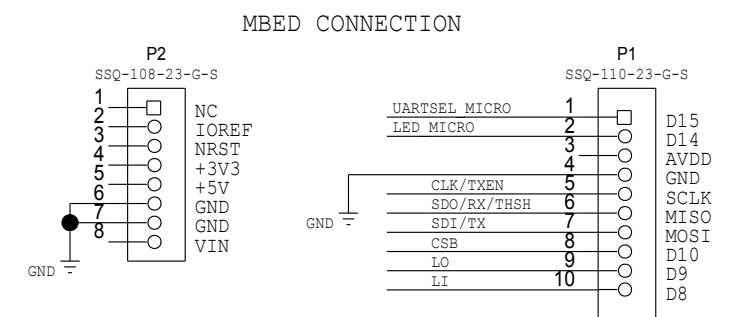 MBED CONNECTION
P2
SSQ-108-23-G-S
1 NC
2 IOREF
3 NRST
4 +3V3
5 +5V
6 GND
7 GND
8 VIN
GND
P1
SSQ-110-23-G-S
UARTSEL MICRO 1 D15
LED MICRO 2 D14
3 AVDD
4 GND
CLK/TXEN 5 SCLK
SDO/RX/THSH 6 MISO
SDI/TX 7 MOSI
CSB 8 D10
LO 9 D9
LI 10 D8
GND